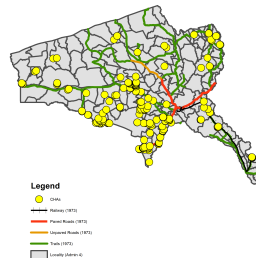 Legend
CHAs
Railway (1973)
Paved Roads (1973)
Unpaved Roads (1973)
Trails (1973)
Locality (Admin 4)